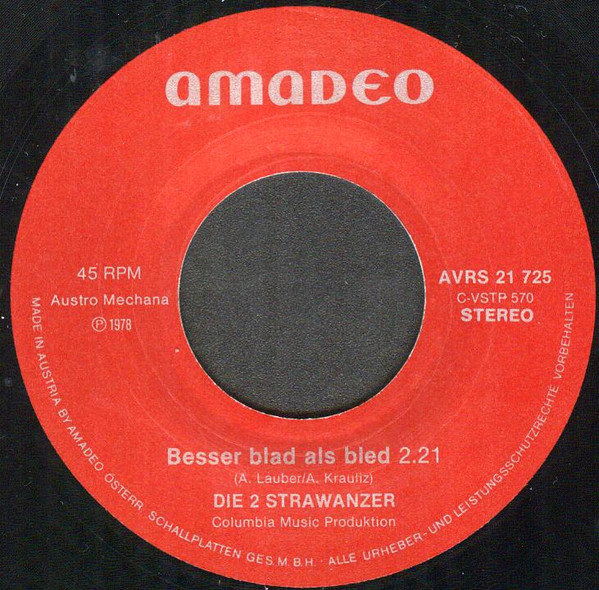 amadeo
45 RPM
Austro Mechana
Ⓟ 1978
AVRS 21 725
C-VSTP 570
STEREO
Besser blad als bled 2.21
(A. Lauber/A. Krauliz)
DIE 2 STRAWANZER
Columbia Music Produktion
MADE IN AUSTRIA BY AMADEO ÖSTERR. SCHALLPLATTEN GES. M. B. H. · ALLE URHEBER- UND LEISTUNGSSCHUTZRECHTE VORBEHALTEN